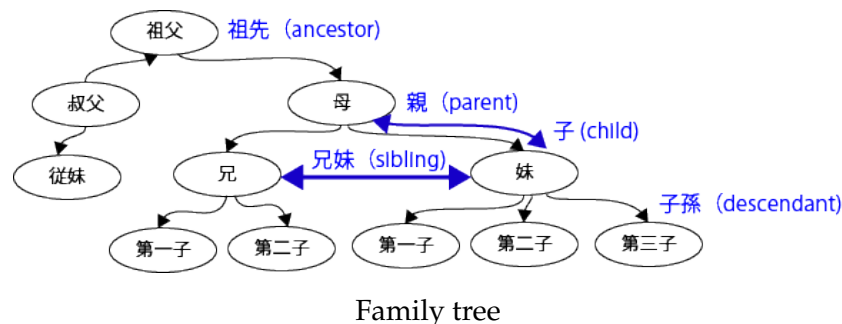 祖父 祖先（ancestor)
叔父 母 親（parent)
子 (child)
兄妹（sibling)
従妹 兄 妹
子孫（descendant)
第一子 第二子 第一子 第二子 第三子
Family tree